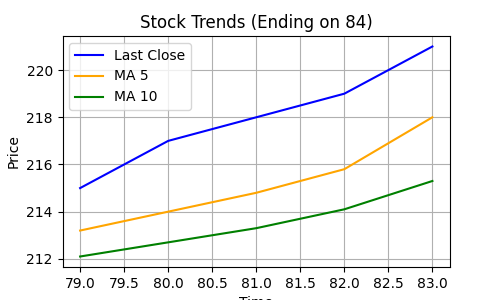 Stock Trends (Ending on 84)
Last Close
MA 5
MA 10
Price
220
218
216
214
212
79.0 79.5 80.0 80.5 81.0 81.5 82.0 82.5 83.0
Time